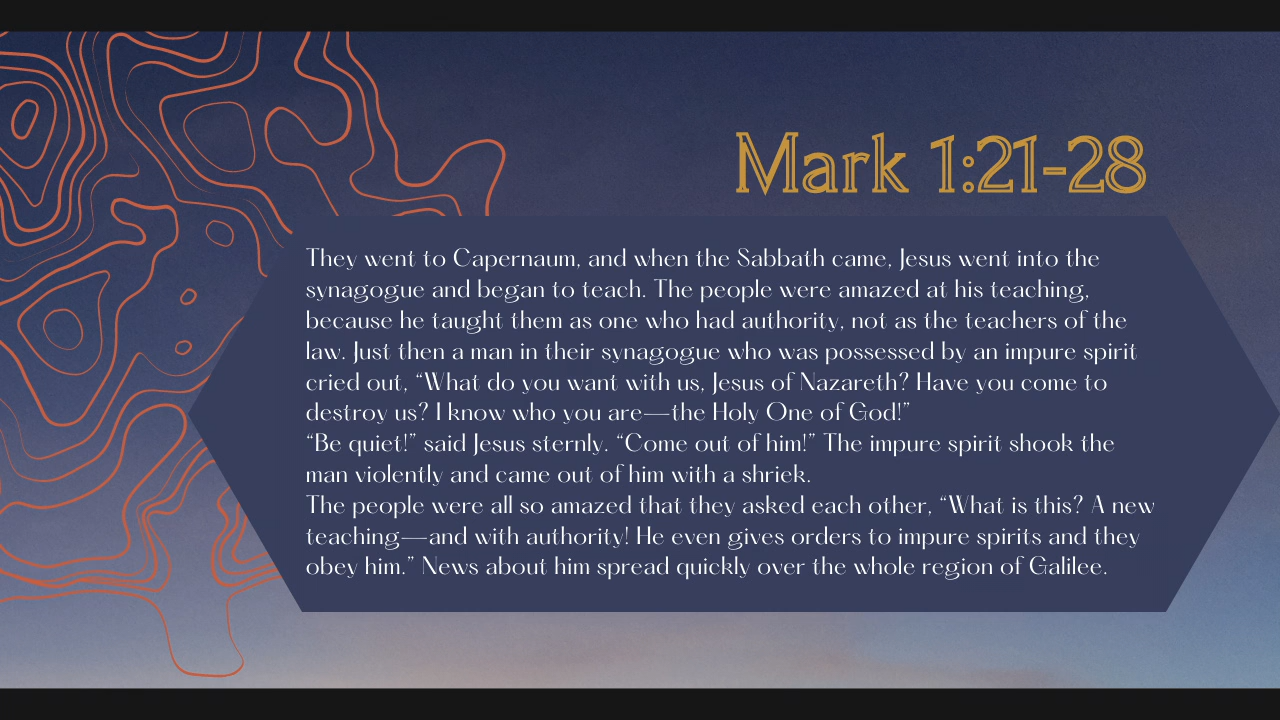 Mark 1:21-28
They went to Capernaum, and when the Sabbath came, Jesus went into the
synagogue and began to teach. The people were amazed at his teaching,
because he taught them as one who had authority, not as the teachers of the
law. Just then a man in their synagogue who was possessed by an impure spirit
cried out, “What do you want with us, Jesus of Nazareth? Have you come to
destroy us? I know who you are—the Holy One of God!”
“Be quiet!” said Jesus sternly. “Come out of him!” The impure spirit shook the
man violently and came out of him with a shriek.
The people were all so amazed that they asked each other, “What is this? A new
teaching—and with authority! He even gives orders to impure spirits and they
obey him.” News about him spread quickly over the whole region of Galilee.